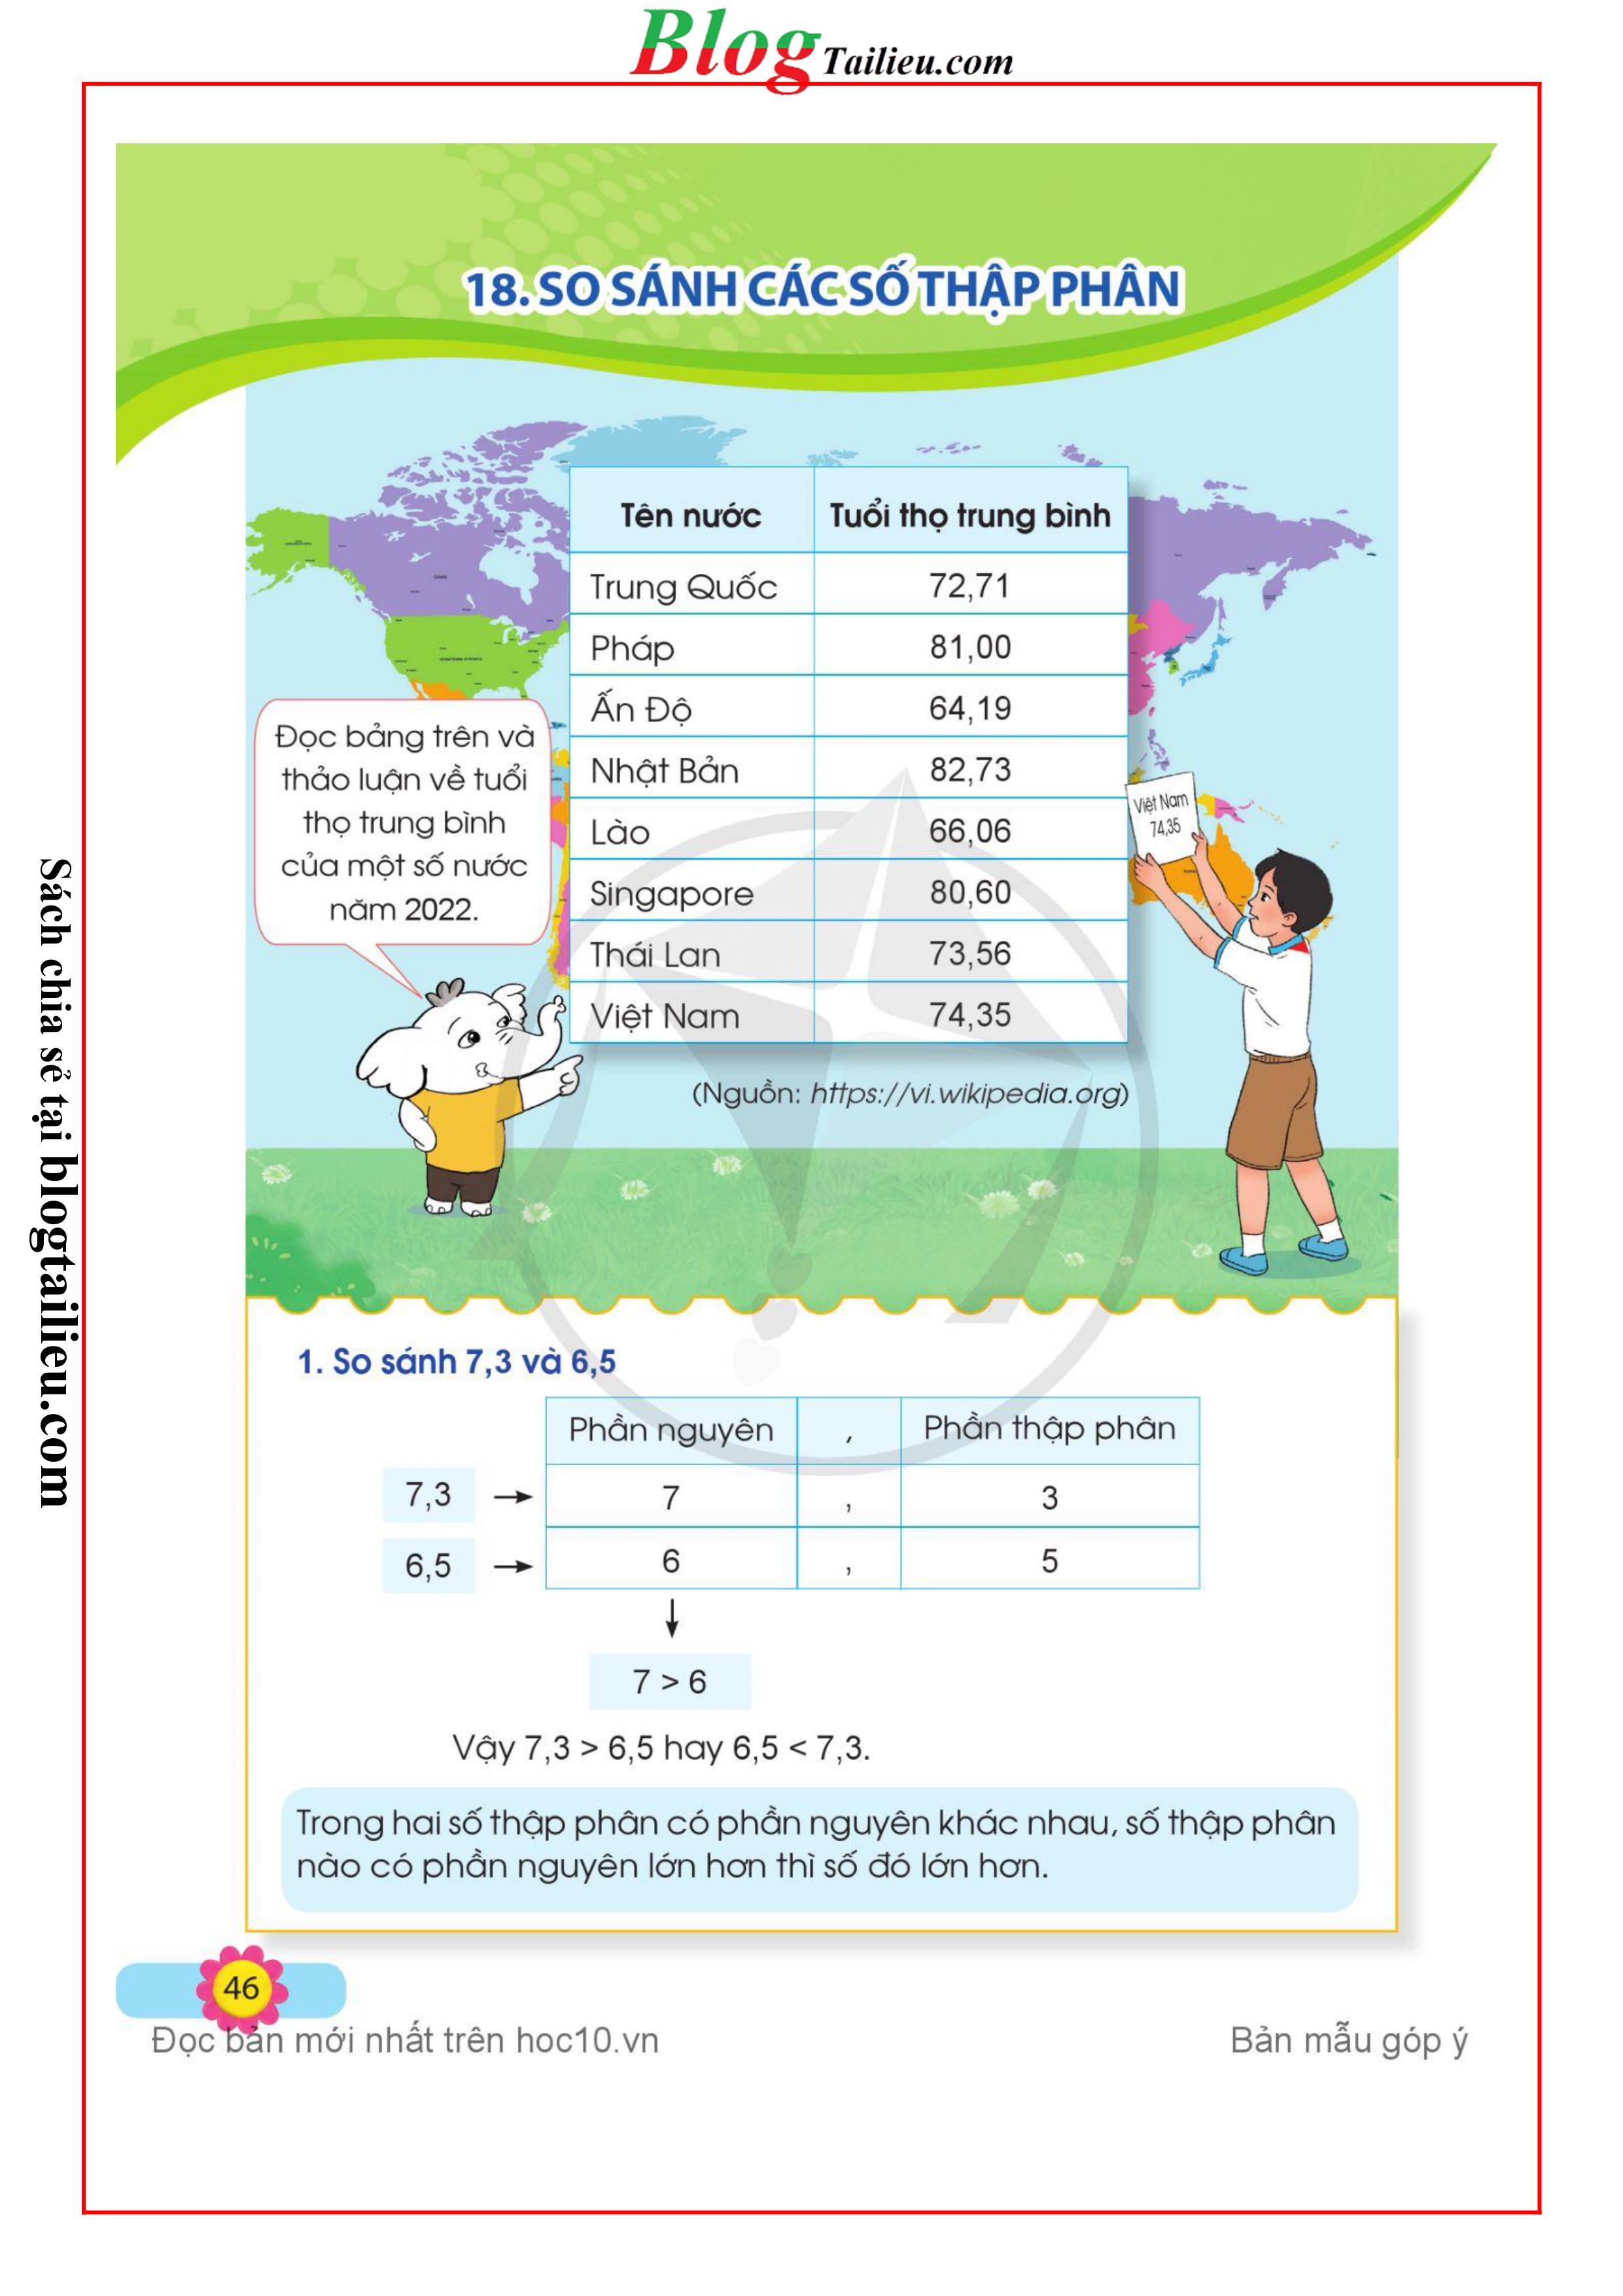 Blog Tailieu.com
18. SO SÁNH CÁC SỐ THẬP PHÂN
Tên nước Tuổi thọ trung bình
Trung Quốc 72,71
Pháp 81,00
Ấn Độ 64,19
Nhật Bản 82,73
Lào 66,06
Singapore 80,60
Thái Lan 73,56
Việt Nam 74,35
Đọc bảng trên và
thảo luận về tuổi
thọ trung bình
của một số nước
năm 2022.
Việt Nam
74,35
(Nguồn: https://vi.wikipedia.org)
Sách chia sẻ tại blogtailieu.com
1. So sánh 7,3 và 6,5
Phần nguyên , Phần thập phân
7,3 → 7 , 3
6,5 → 6 , 5
↓
7 > 6
Vậy 7,3 > 6,5 hay 6,5 < 7,3.
Trong hai số thập phân có phần nguyên khác nhau, số thập phân
nào có phần nguyên lớn hơn thì số đó lớn hơn.
46
Đọc bản mới nhất trên hoc10.vn
Bản mẫu góp ý